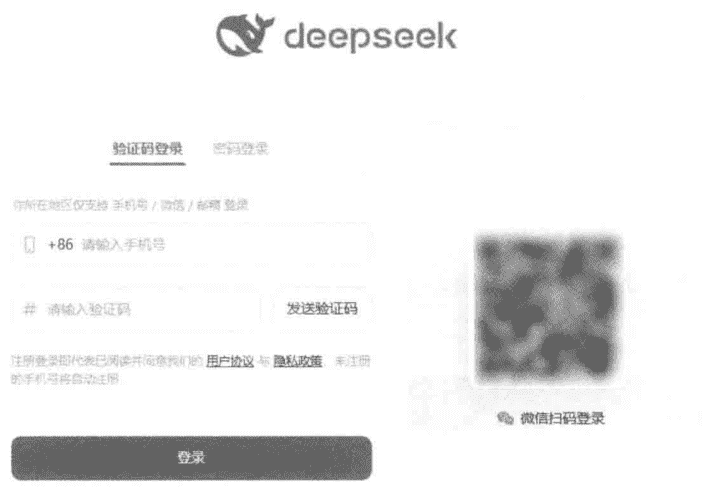 deepseek
验证码登录 密码登录
你所在地区仅支持 手机号 / 微信 / 邮箱 登录
+86 请输入手机号
# 请输入验证码 发送验证码
注册登录即代表已阅读并同意我们的 用户协议 与 隐私政策，未注册
的手机号将自动注册
登录
微信扫码登录